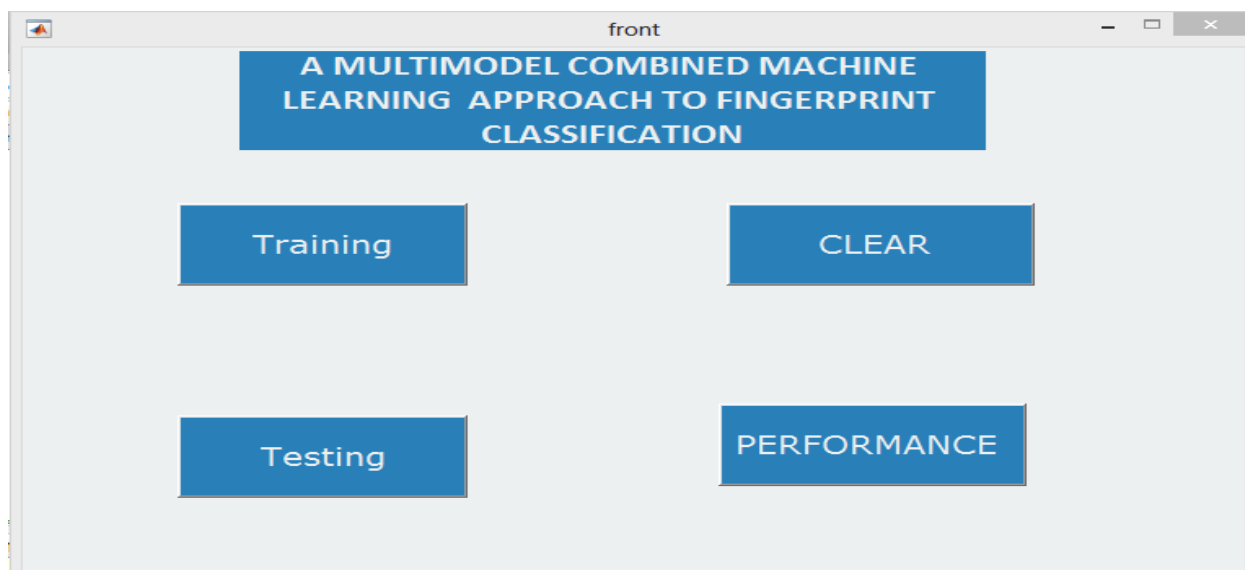 front
A MULTIMODEL COMBINED MACHINE
LEARNING APPROACH TO FINGERPRINT
CLASSIFICATION
Training
CLEAR
Testing
PERFORMANCE